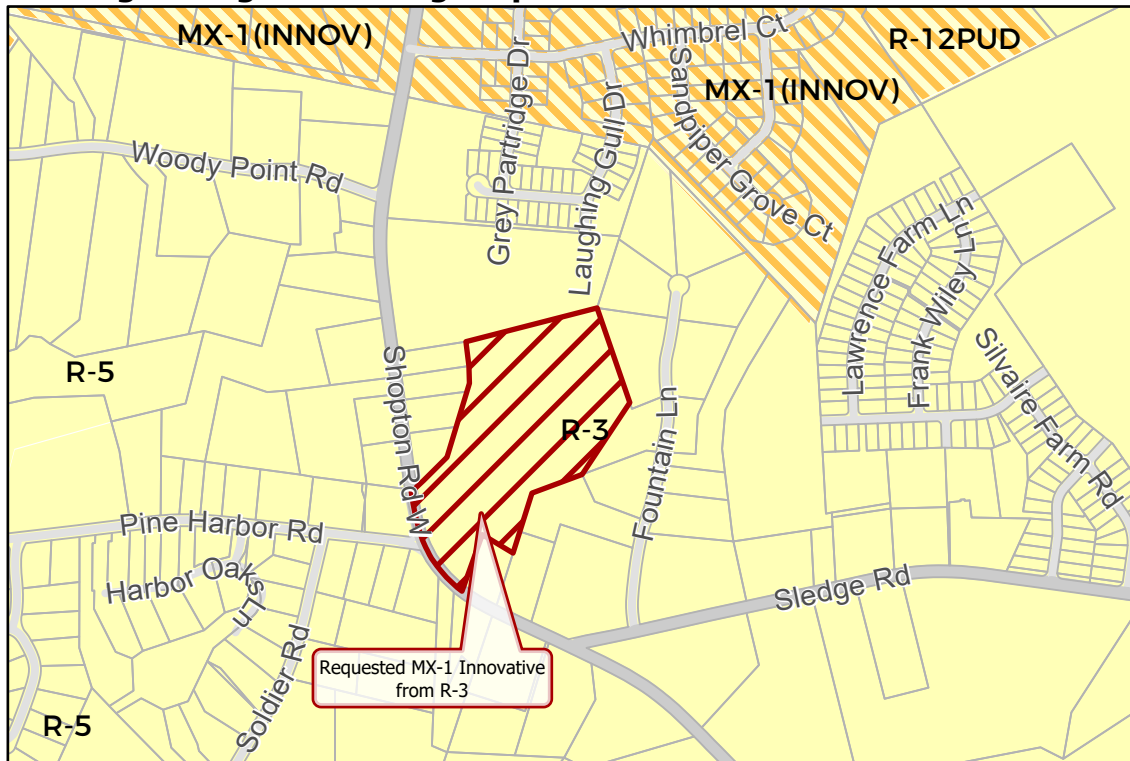 MX-1(INNOV)
Whimbrel Ct
R-12PUD
Grey Partridge Dr
Laughing Gull Dr
Sandpiper Grove Ct
MX-1(INNOV)
Woody Point Rd
Lawrence Farm Ln
Frank Wiley Ln
Silvaire Farm Rd
R-5
Shopton Rd W
R-3
Fountain Ln
Pine Harbor Rd
Harbor Oaks Ln
Sledge Rd
Soldier Rd
Requested MX-1 Innovative
from R-3
R-5